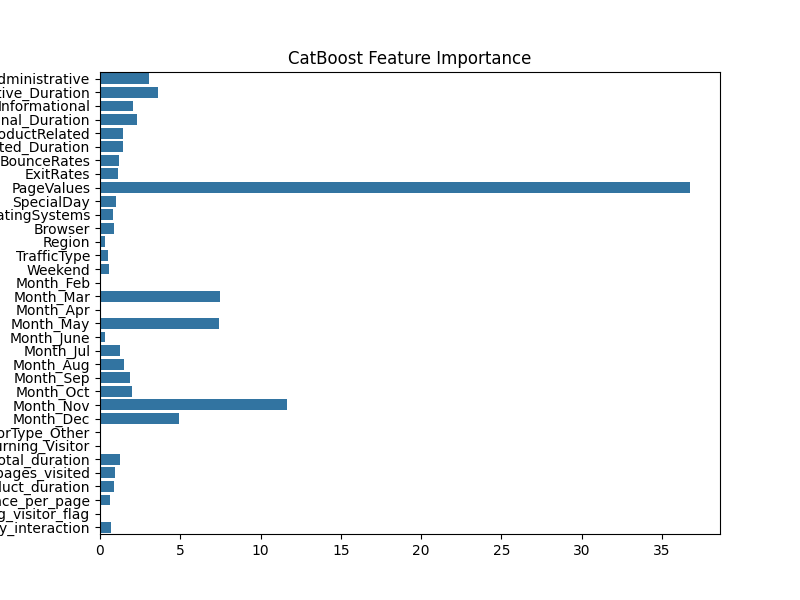 CatBoost Feature Importance
dministrative
tive_Duration
Informational
nal_Duration
oductRelated
ted_Duration
BounceRates
ExitRates
PageValues
SpecialDay
atingSystems
Browser
Region
TrafficType
Weekend
Month_Feb
Month_Mar
Month_Apr
Month_May
Month_June
Month_Jul
Month_Aug
Month_Sep
Month_Oct
Month_Nov
Month_Dec
orType_Other
urning_Visitor
otal_duration
pages_visited
duct_duration
nce_per_page
g_visitor_flag
y_interaction
0 5 10 15 20 25 30 35